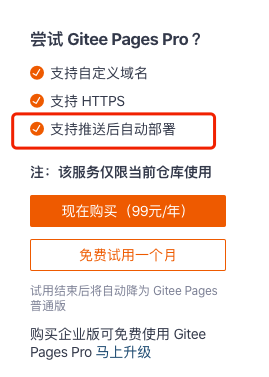 尝试 Gitee Pages Pro ?
支持自定义域名
支持 HTTPS
支持推送后自动部署
注：该服务仅限当前仓库使用
现在购买（99元/年）
免费试用一个月
试用结束后将自动降为 Gitee Pages
普通版
购买企业版可免费使用 Gitee
Pages Pro 马上升级